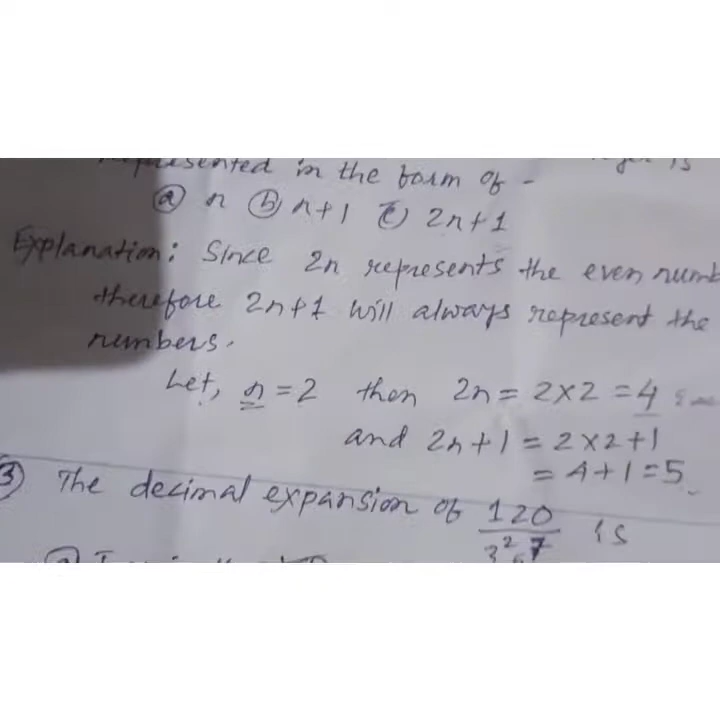 in the form of -
ⓐ n ⓑ n+1 ⓒ 2n+1
Explanation: Since 2n represents the even
therefore 2n+1 will always represent the
numbers.
Let, n=2 then 2n = 2×2 = 4
and 2n+1 = 2×2+1
= 4+1=5
③ The decimal expansion of 120 is